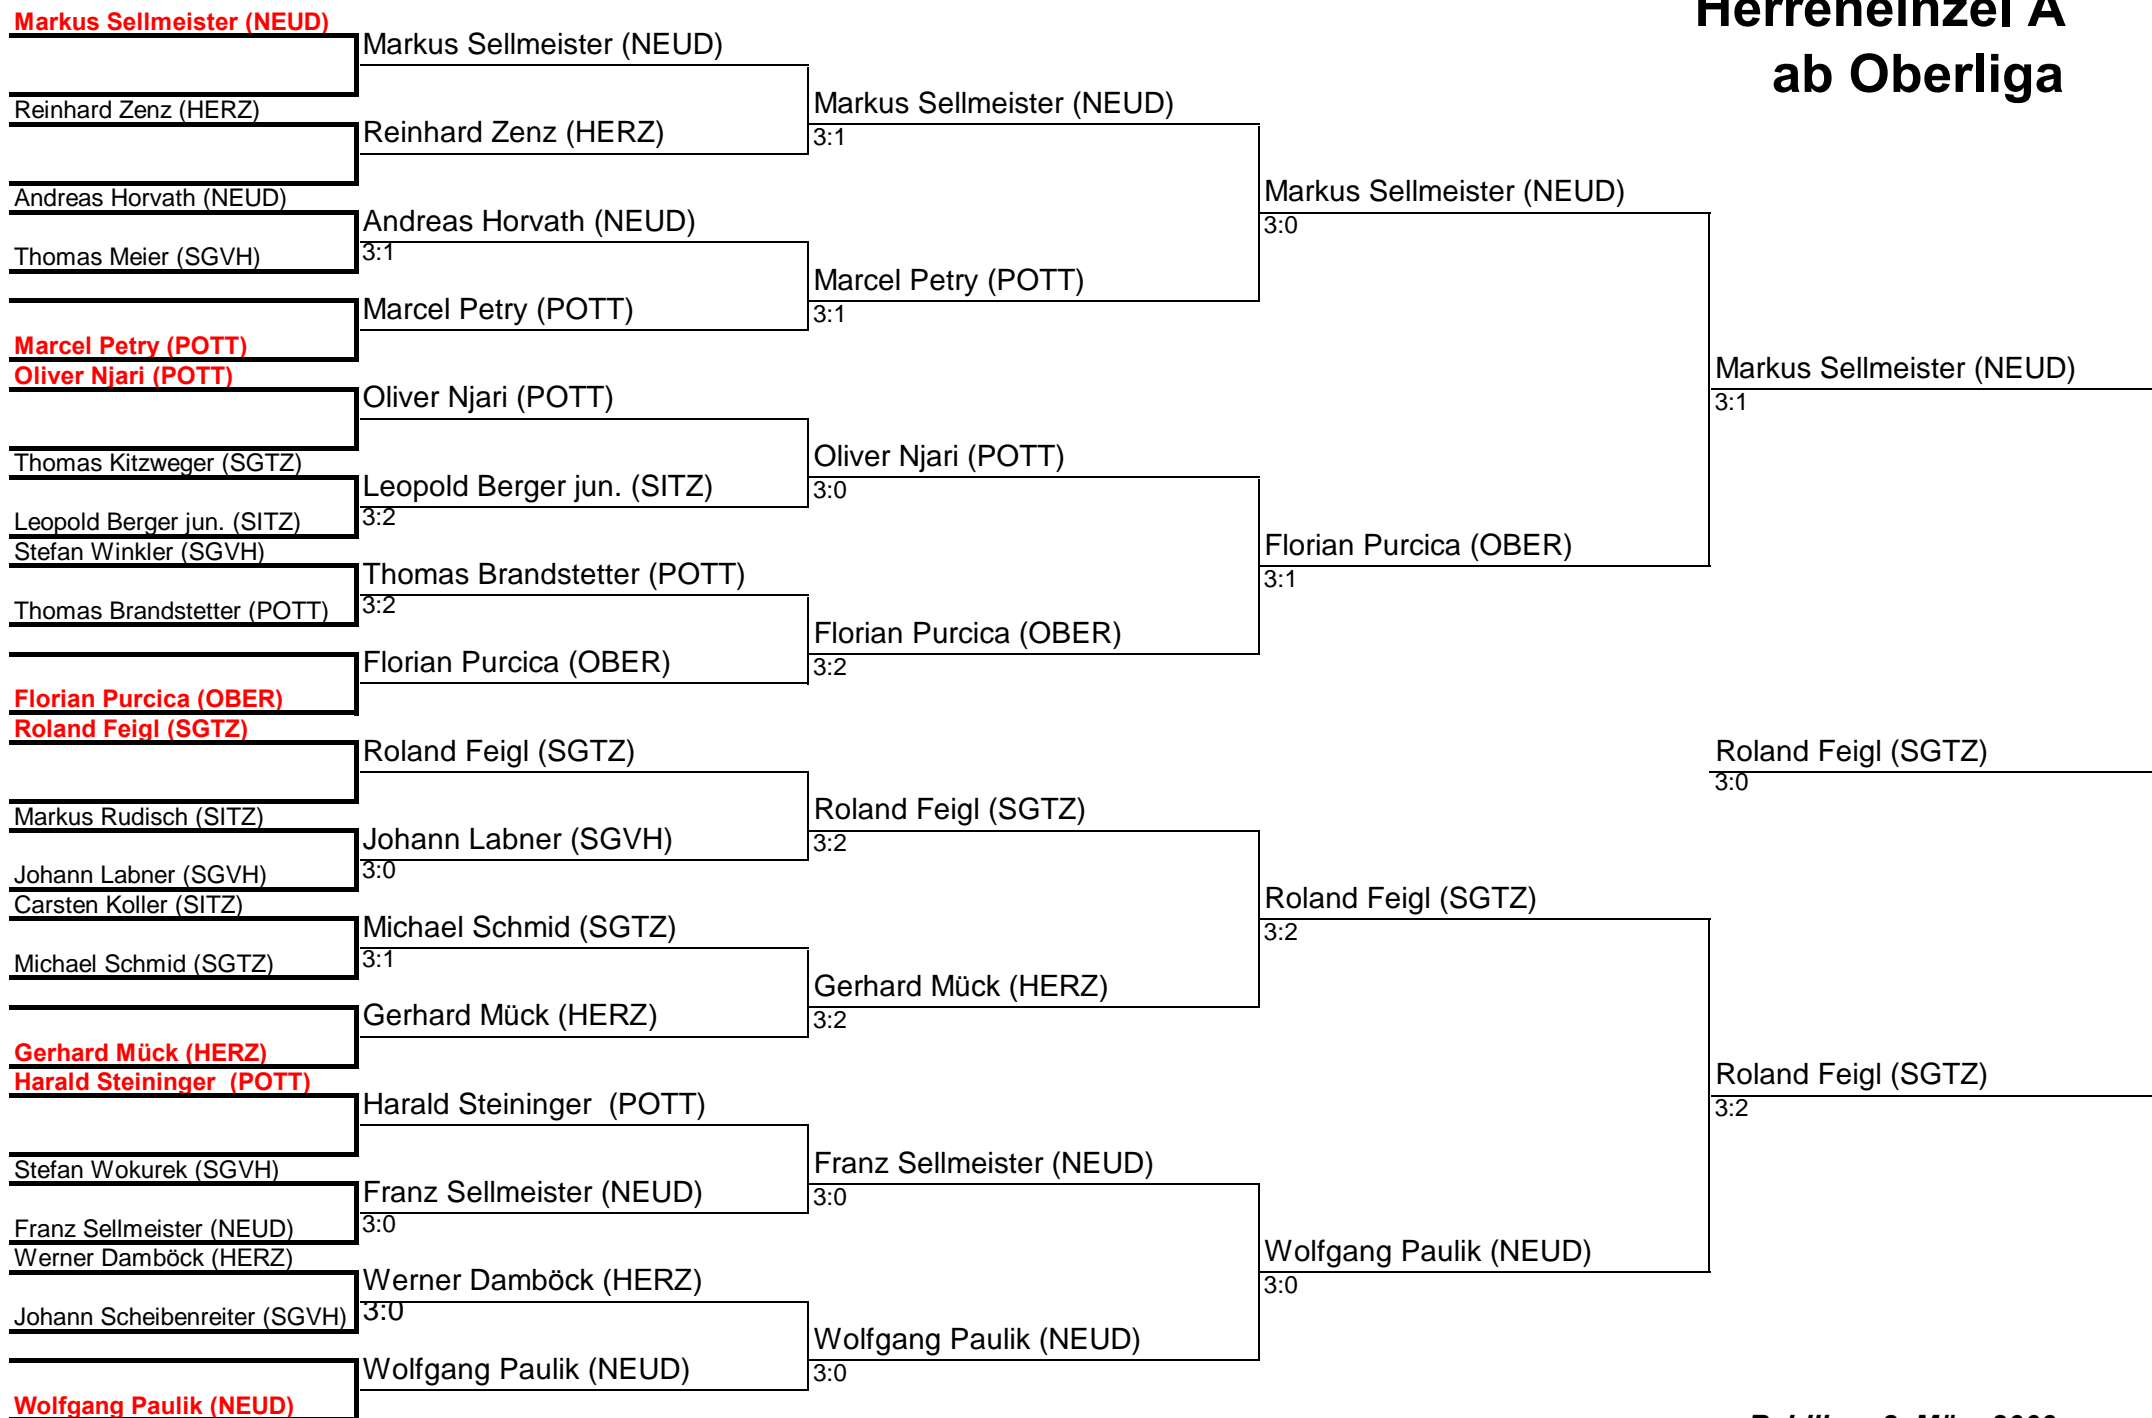 Herreneinzel A
ab Oberliga
Markus Sellmeister (NEUD)
Reinhard Zenz (HERZ)
Andreas Horvath (NEUD)
Thomas Meier (SGVH)
Marcel Petry (POTT)
Oliver Njari (POTT)
Thomas Kitzweger (SGTZ)
Leopold Berger jun. (SITZ)
Stefan Winkler (SGVH)
Thomas Brandstetter (POTT)
Florian Purcica (OBER)
Roland Feigl (SGTZ)
Markus Rudisch (SITZ)
Johann Labner (SGVH)
Carsten Koller (SITZ)
Michael Schmid (SGTZ)
Gerhard Mück (HERZ)
Harald Steininger  (POTT)
Stefan Wokurek (SGVH)
Franz Sellmeister (NEUD)
Werner Damböck (HERZ)
Johann Scheibenreiter (SGVH)
Wolfgang Paulik (NEUD)
Markus Sellmeister (NEUD)
Reinhard Zenz (HERZ)
Andreas Horvath (NEUD)
3:1
Marcel Petry (POTT)
Oliver Njari (POTT)
Leopold Berger jun. (SITZ)
3:2
Thomas Brandstetter (POTT)
3:2
Florian Purcica (OBER)
Roland Feigl (SGTZ)
Johann Labner (SGVH)
3:0
Michael Schmid (SGTZ)
3:1
Gerhard Mück (HERZ)
Harald Steininger  (POTT)
Franz Sellmeister (NEUD)
3:0
Werner Damböck (HERZ)
3:0
Wolfgang Paulik (NEUD)
Markus Sellmeister (NEUD)
3:1
Marcel Petry (POTT)
3:1
Oliver Njari (POTT)
3:0
Florian Purcica (OBER)
3:2
Roland Feigl (SGTZ)
3:2
Gerhard Mück (HERZ)
3:2
Franz Sellmeister (NEUD)
3:0
Wolfgang Paulik (NEUD)
3:0
Markus Sellmeister (NEUD)
3:0
Florian Purcica (OBER)
3:1
Roland Feigl (SGTZ)
3:2
Wolfgang Paulik (NEUD)
3:0
Markus Sellmeister (NEUD)
3:1
Roland Feigl (SGTZ)
3:0
Roland Feigl (SGTZ)
3:2